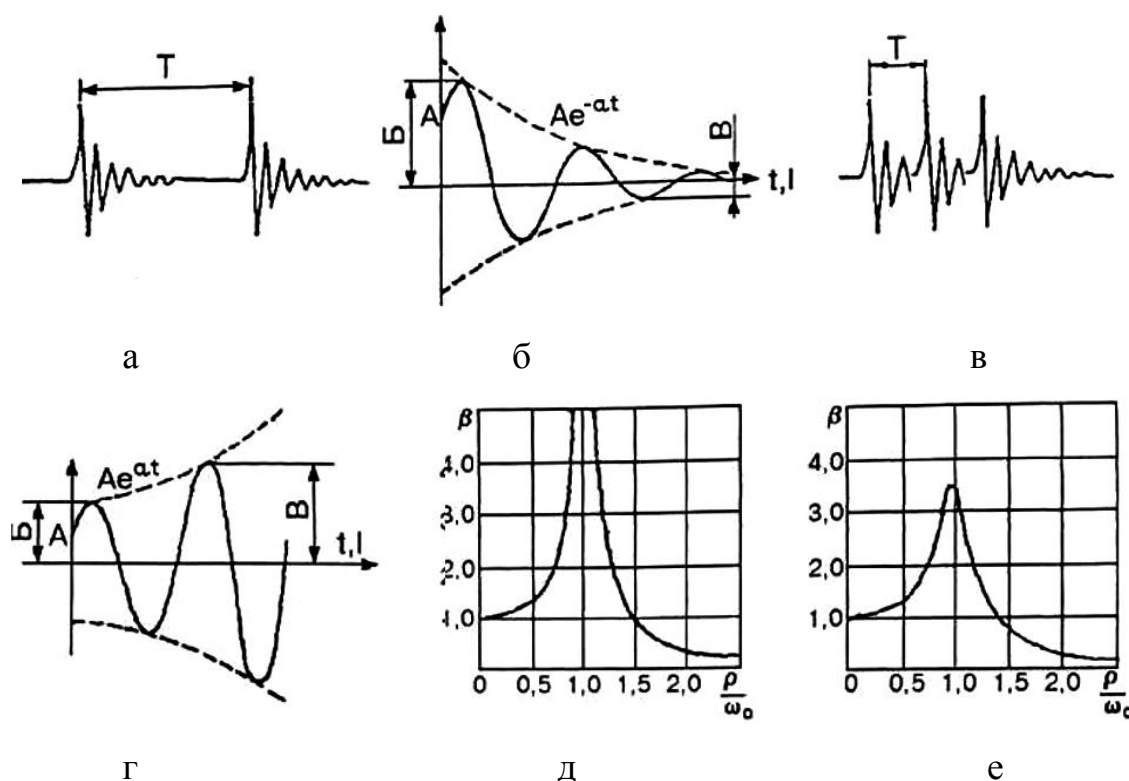 T
A
Б
Ae^-αt
В
t,l
T
а
б
в
Б
A
Ae^αt
В
t,l
β
4,0
3,0
2,0
1,0
0 0,5 1,0 1,5 2,0 ρ/ω₀
β
4,0
3,0
2,0
1,0
0 0,5 1,0 1,5 2,0 ρ/ω₀
г
д
е